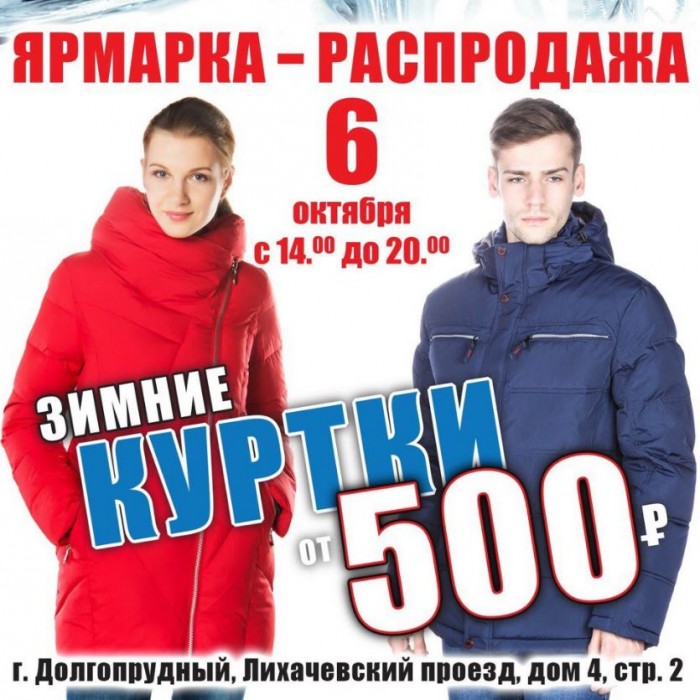 ЯРМАРКА – РАСПРОДАЖА
6
октября
с 14.00 до 20.00
ЗИМНИЕ
КУРТКИ
от 500 ₽
г. Долгопрудный, Лихачевский проезд, дом 4, стр. 2